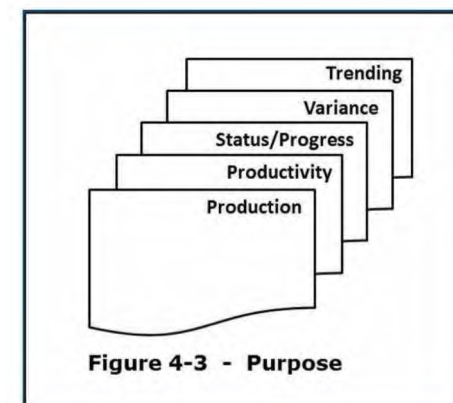 Trending
Variance
Status/Progress
Productivity
Production
Figure 4-3 - Purpose